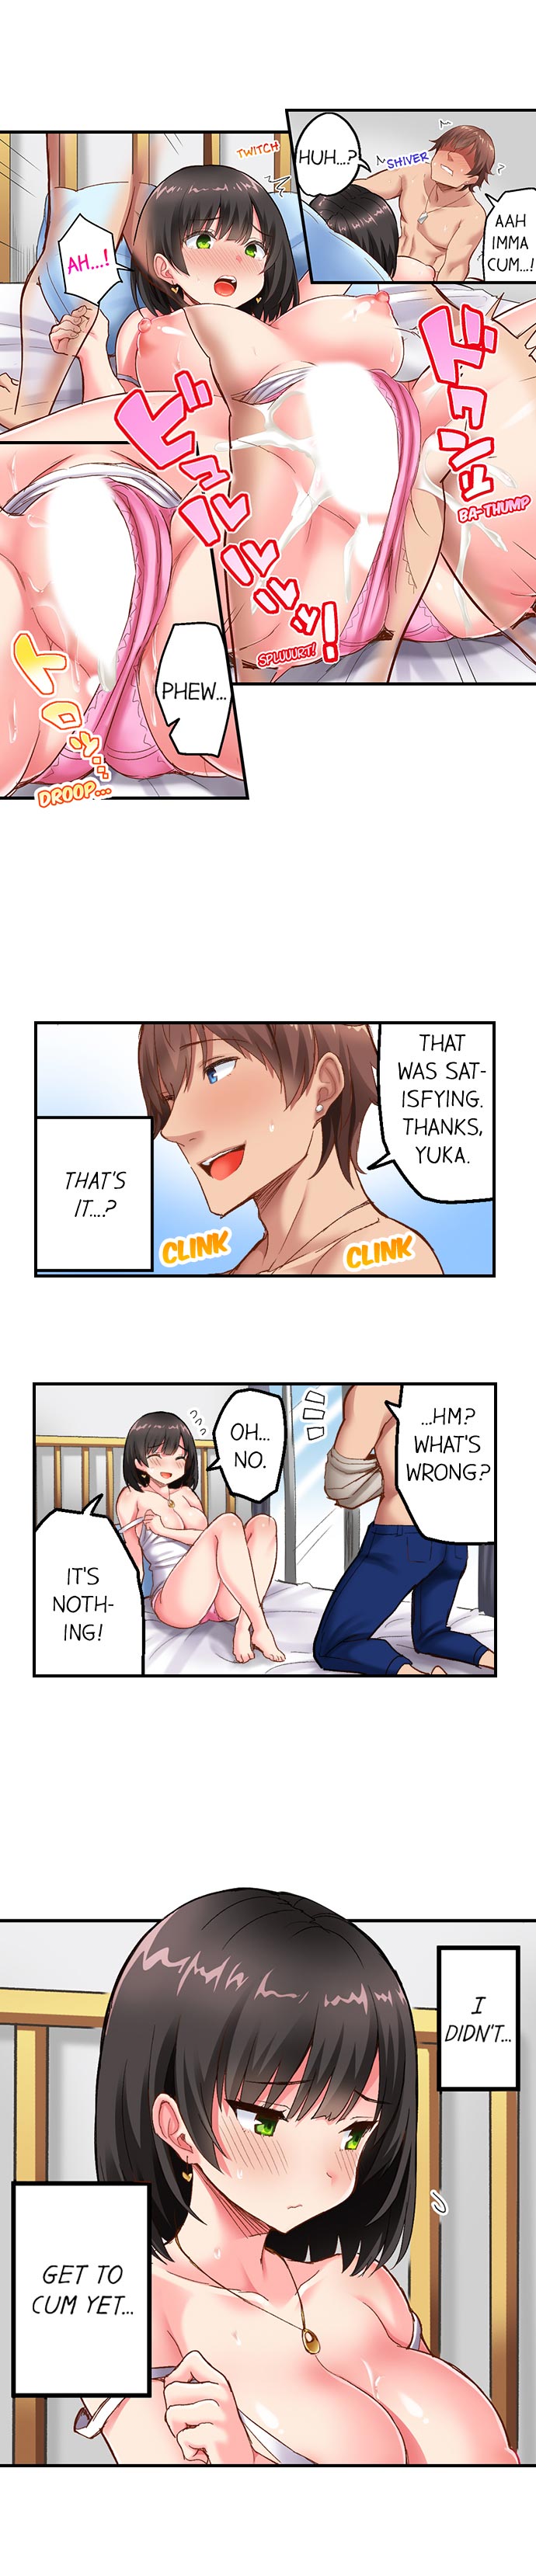 HUH...?
SHIVER
AAH
IMMA
CUM...!
TWITCH
AH...!
ドクンッ
BA-THUMP
ビュルルルルッ!
SPLUUURT!
PHEW...
トロッ...
DROOP...
THAT
WAS SAT-
ISFYING.
THANKS,
YUKA.
THAT'S
IT...?
CLINK
CLINK
...HM?
WHAT'S
WRONG?
OH...
NO.
IT'S
NOTH-
ING!
I
DIDN'T...
GET TO
CUM YET...